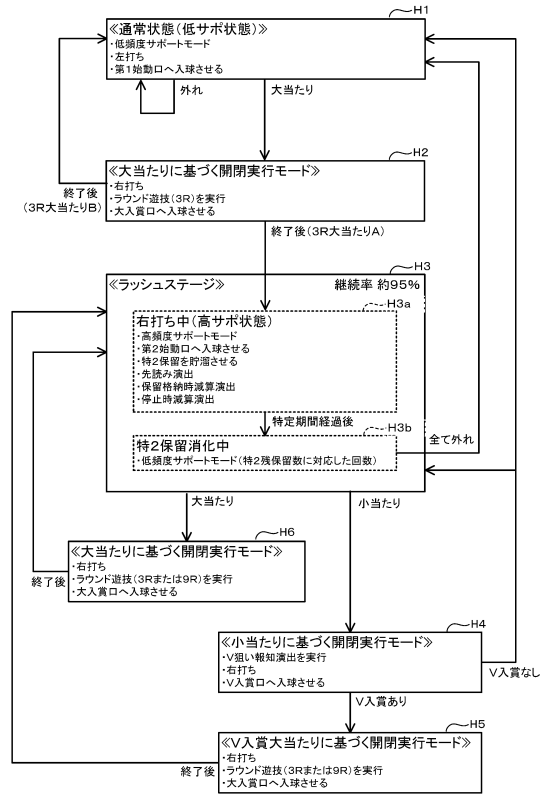 H1
≪通常状態（低サポ状態）≫
・低頻度サポートモード
・左打ち
・第1始動口へ入球させる
外れ
大当たり
H2
≪大当たりに基づく開閉実行モード≫
・右打ち
・ラウンド遊技（3R）を実行
・大入賞口へ入球させる
終了後
（3R大当たりB）
終了後（3R大当たりA）
H3
≪ラッシュステージ≫
継続率 約95％
H3a
右打ち中（高サポ状態）
・高頻度サポートモード
・第2始動口へ入球させる
・特2保留を貯溜させる
・先読み演出
・保留格納時減算演出
・停止時減算演出
特定期間経過後
H3b
特2保留消化中
・低頻度サポートモード（特2残保留数に対応した回数）
全て外れ
大当たり
小当たり
H6
≪大当たりに基づく開閉実行モード≫
・右打ち
・ラウンド遊技（3Rまたは9R）を実行
・大入賞口へ入球させる
終了後
H4
≪小当たりに基づく開閉実行モード≫
・V狙い報知演出を実行
・右打ち
・V入賞口へ入球させる
V入賞なし
V入賞あり
H5
≪V入賞大当たりに基づく開閉実行モード≫
・右打ち
・ラウンド遊技（3Rまたは9R）を実行
・大入賞口へ入球させる
終了後